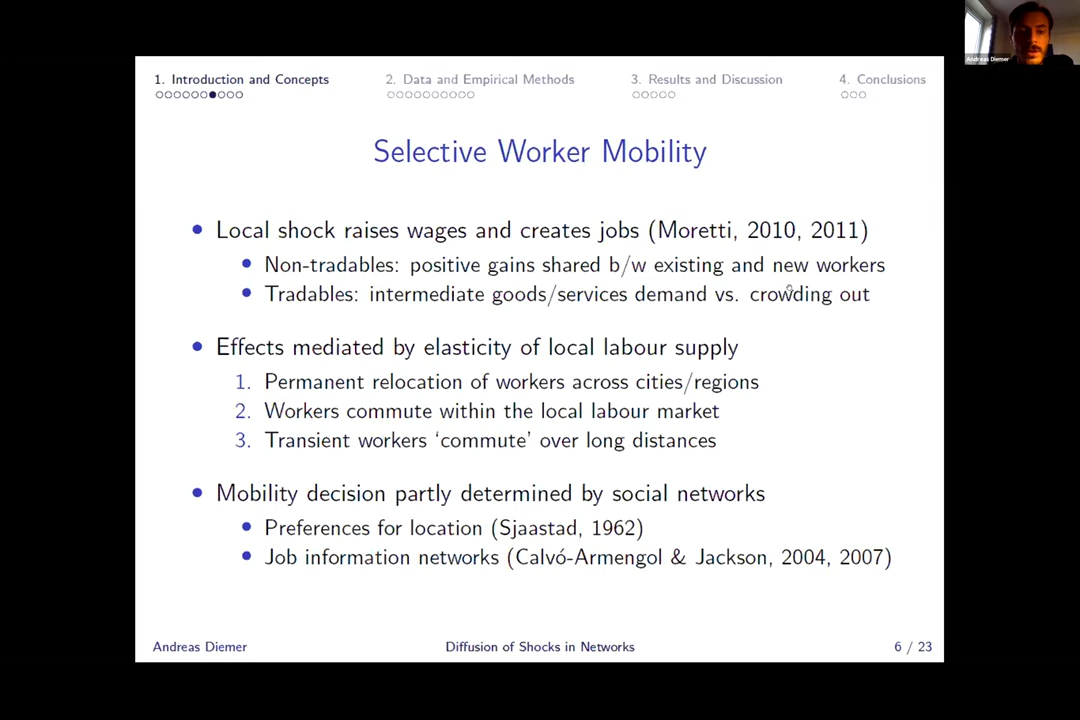 Andreas Diemer
1. Introduction and Concepts
2. Data and Empirical Methods
3. Results and Discussion
4. Conclusions
Selective Worker Mobility
• Local shock raises wages and creates jobs (Moretti, 2010, 2011)
• Non-tradables: positive gains shared b/w existing and new workers
• Tradables: intermediate goods/services demand vs. crowding out
• Effects mediated by elasticity of local labour supply
1. Permanent relocation of workers across cities/regions
2. Workers commute within the local labour market
3. Transient workers ‘commute’ over long distances
• Mobility decision partly determined by social networks
• Preferences for location (Sjaastad, 1962)
• Job information networks (Calvó-Armengol & Jackson, 2004, 2007)
Andreas Diemer
Diffusion of Shocks in Networks
6 / 23